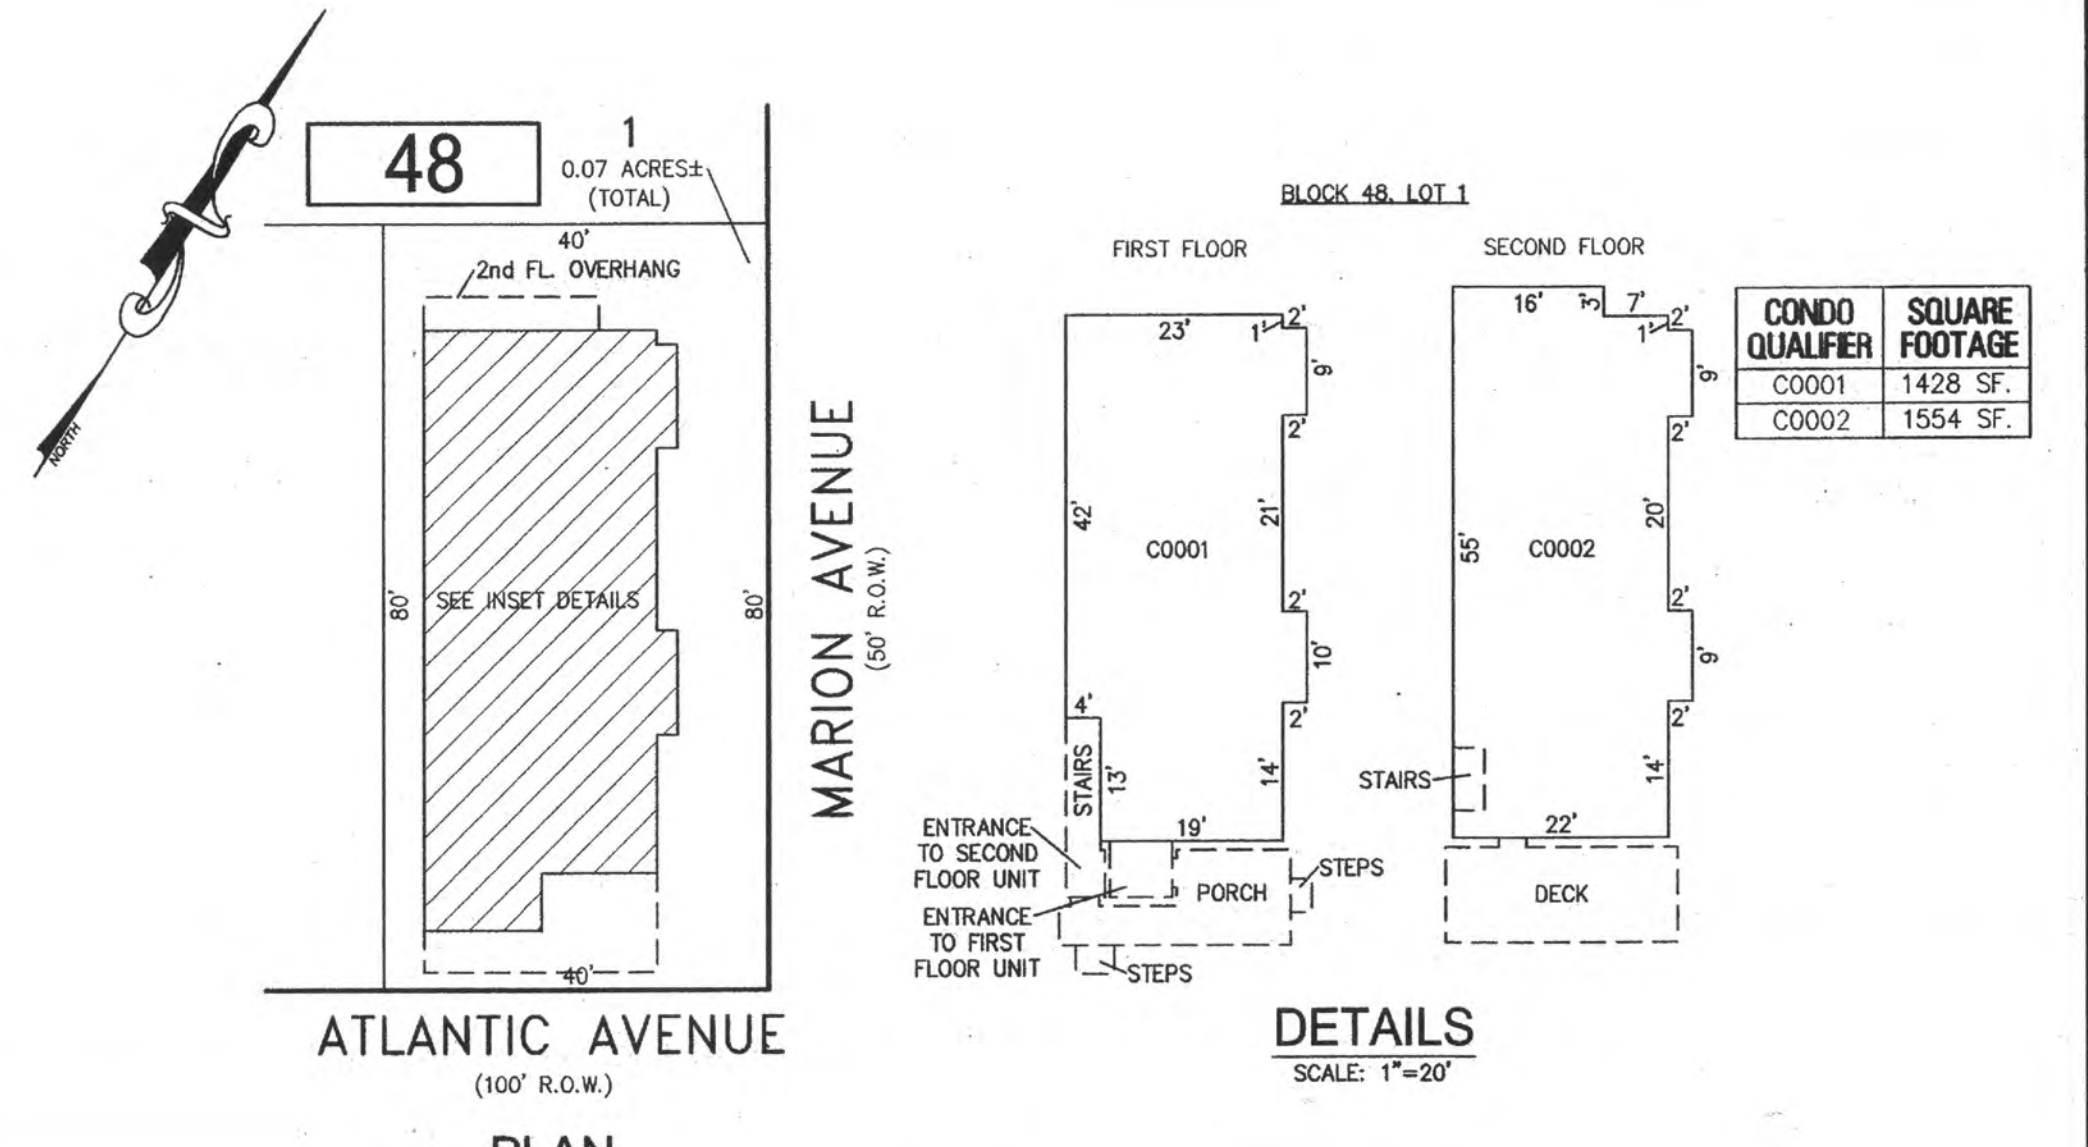 NORTH
48
1
0.07 ACRES±
(TOTAL)
40'
2nd FL. OVERHANG
80'
SEE INSET DETAILS
80'
40'
MARION AVENUE
(50' R.O.W.)
ATLANTIC AVENUE
(100' R.O.W.)
BLOCK 48, LOT 1
FIRST FLOOR
23'
1'
2'
9'
2'
42'
21'
C0001
2'
10'
4'
2'
STAIRS
13'
14'
19'
ENTRANCE
TO SECOND
FLOOR UNIT
ENTRANCE
TO FIRST
FLOOR UNIT
PORCH
STEPS
STEPS
SECOND FLOOR
16'
3'
7'
2'
1'
9'
2'
55'
20'
C0002
2'
9'
2'
STAIRS
14'
22'
DECK
CONDO QUALIFIER SQUARE FOOTAGE
C0001 1428 SF.
C0002 1554 SF.
DETAILS
SCALE: 1"=20'